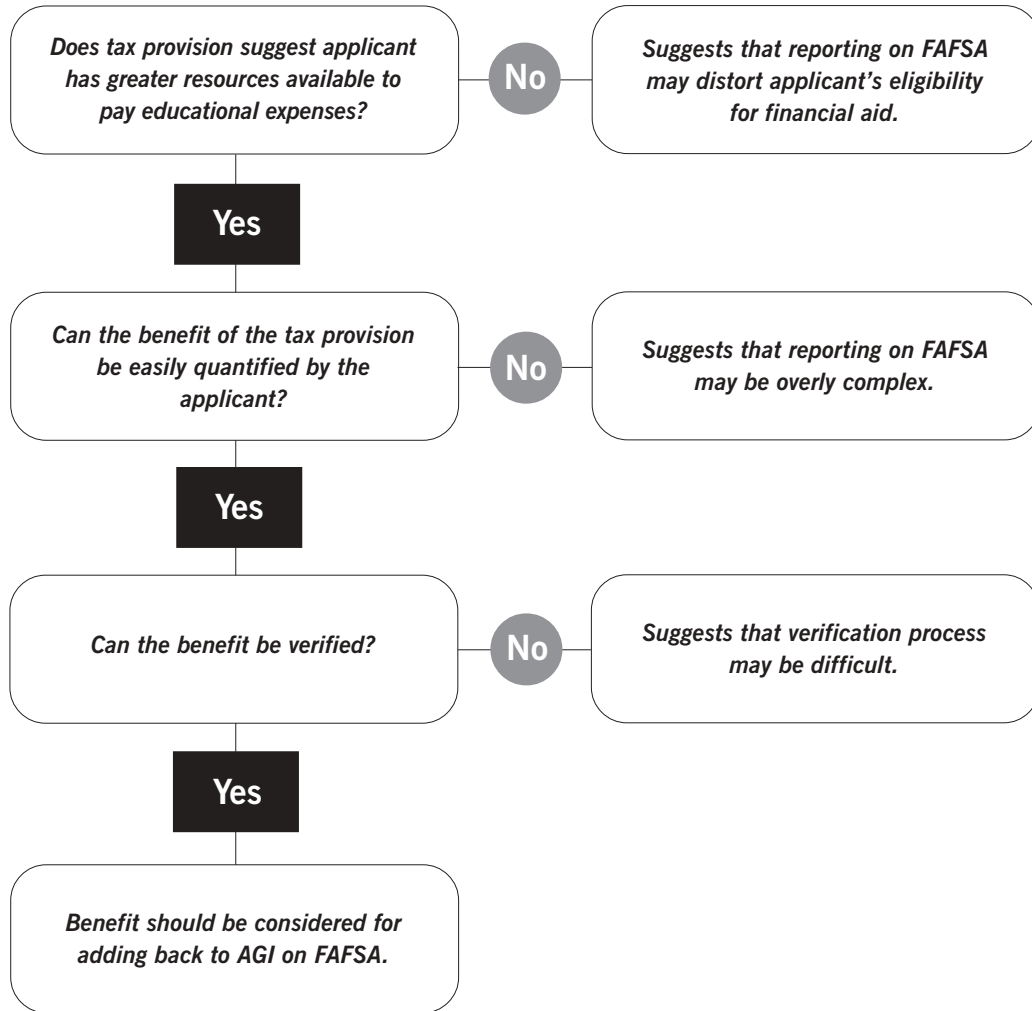 Does tax provision suggest applicant
has greater resources available to
pay educational expenses?
No
Suggests that reporting on FAFSA
may distort applicant's eligibility
for financial aid.
Yes
Can the benefit of the tax provision
be easily quantified by the
applicant?
No
Suggests that reporting on FAFSA
may be overly complex.
Yes
Can the benefit be verified?
No
Suggests that verification process
may be difficult.
Yes
Benefit should be considered for
adding back to AGI on FAFSA.